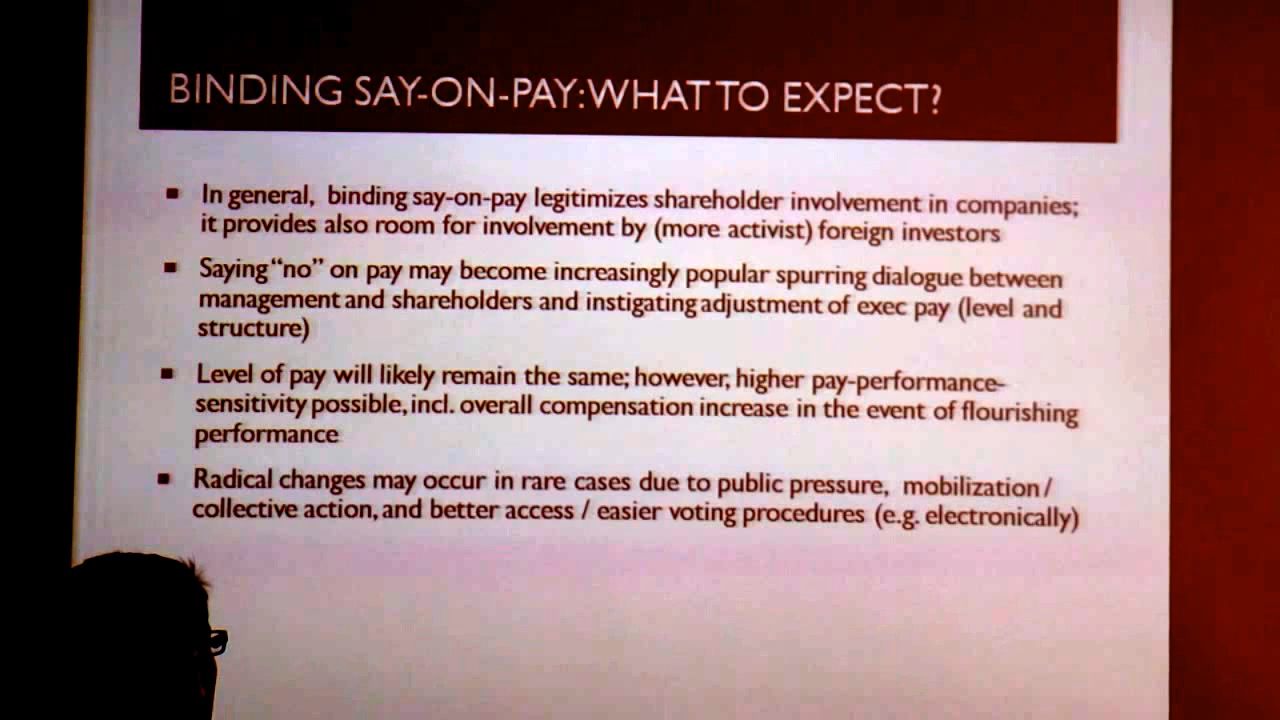 BINDING SAY-ON-PAY: WHAT TO EXPECT?
▪ In general, binding say-on-pay legitimizes shareholder involvement in companies;
it provides also room for involvement by (more activist) foreign investors
▪ Saying "no" on pay may become increasingly popular spurring dialogue between
management and shareholders and instigating adjustment of exec pay (level and
structure)
▪ Level of pay will likely remain the same; however, higher pay-performance-
sensitivity possible, incl. overall compensation increase in the event of flourishing
performance
▪ Radical changes may occur in rare cases due to public pressure, mobilization /
collective action, and better access / easier voting procedures (e.g. electronically)